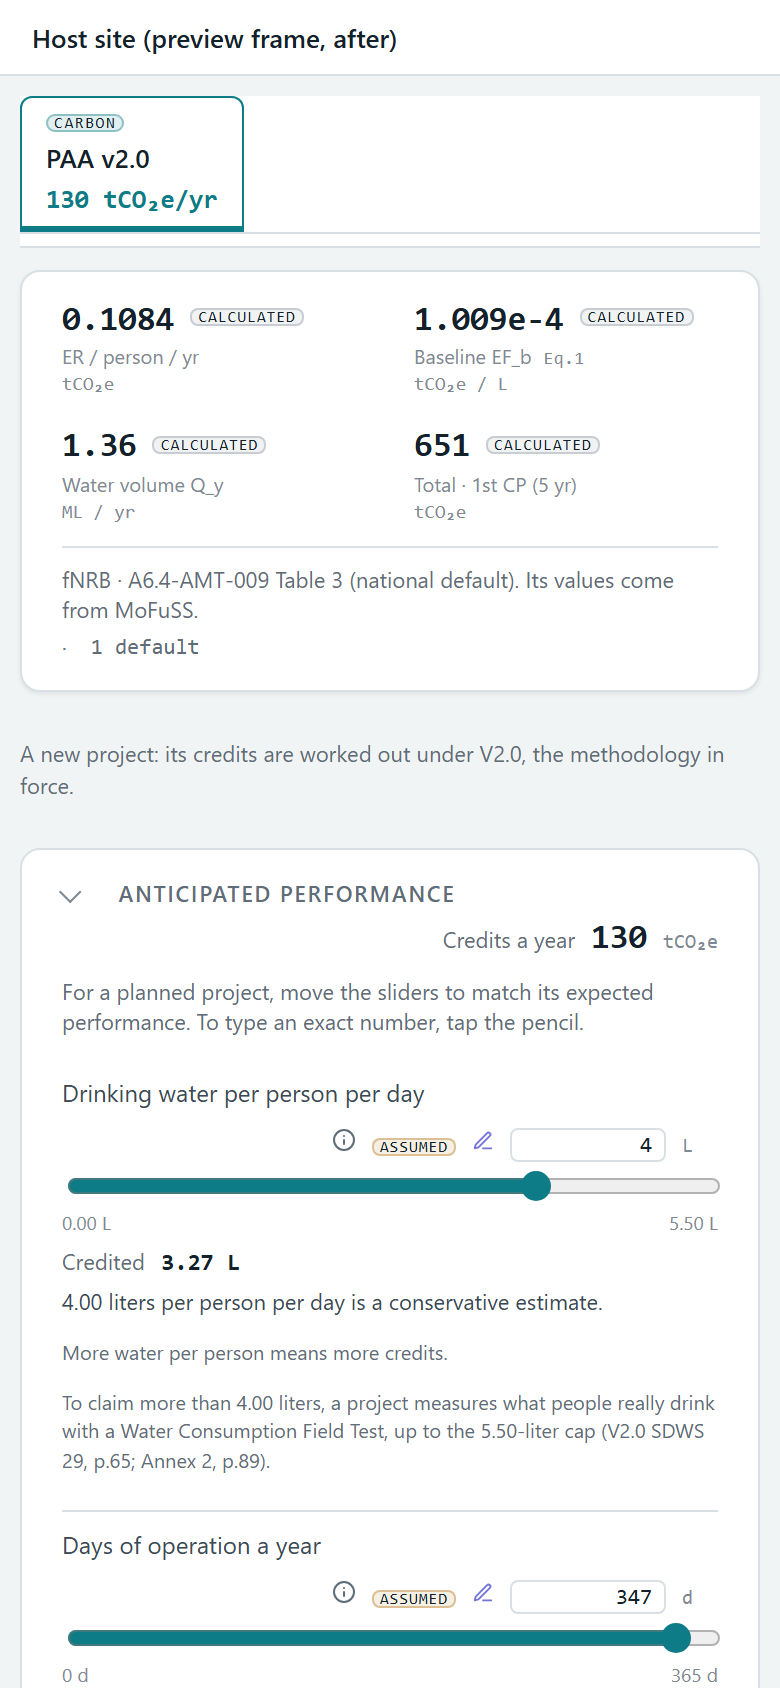 Host site (preview frame, after)
CARBON
PAA v2.0
130 tCO₂e/yr
0.1084 CALCULATED
ER / person / yr
tCO₂e
1.009e-4 CALCULATED
Baseline EF_b Eq.1
tCO₂e / L
1.36 CALCULATED
Water volume Q_y
ML / yr
651 CALCULATED
Total · 1st CP (5 yr)
tCO₂e
fNRB · A6.4-AMT-009 Table 3 (national default). Its values come
from MoFuSS.
· 1 default
A new project: its credits are worked out under V2.0, the methodology in
force.
ANTICIPATED PERFORMANCE
Credits a year 130 tCO₂e
For a planned project, move the sliders to match its expected
performance. To type an exact number, tap the pencil.
Drinking water per person per day
ASSUMED 4 L
0.00 L 5.50 L
Credited 3.27 L
4.00 liters per person per day is a conservative estimate.
More water per person means more credits.
To claim more than 4.00 liters, a project measures what people really drink
with a Water Consumption Field Test, up to the 5.50-liter cap (V2.0 SDWS
29, p.65; Annex 2, p.89).
Days of operation a year
ASSUMED 347 d
0 d 365 d